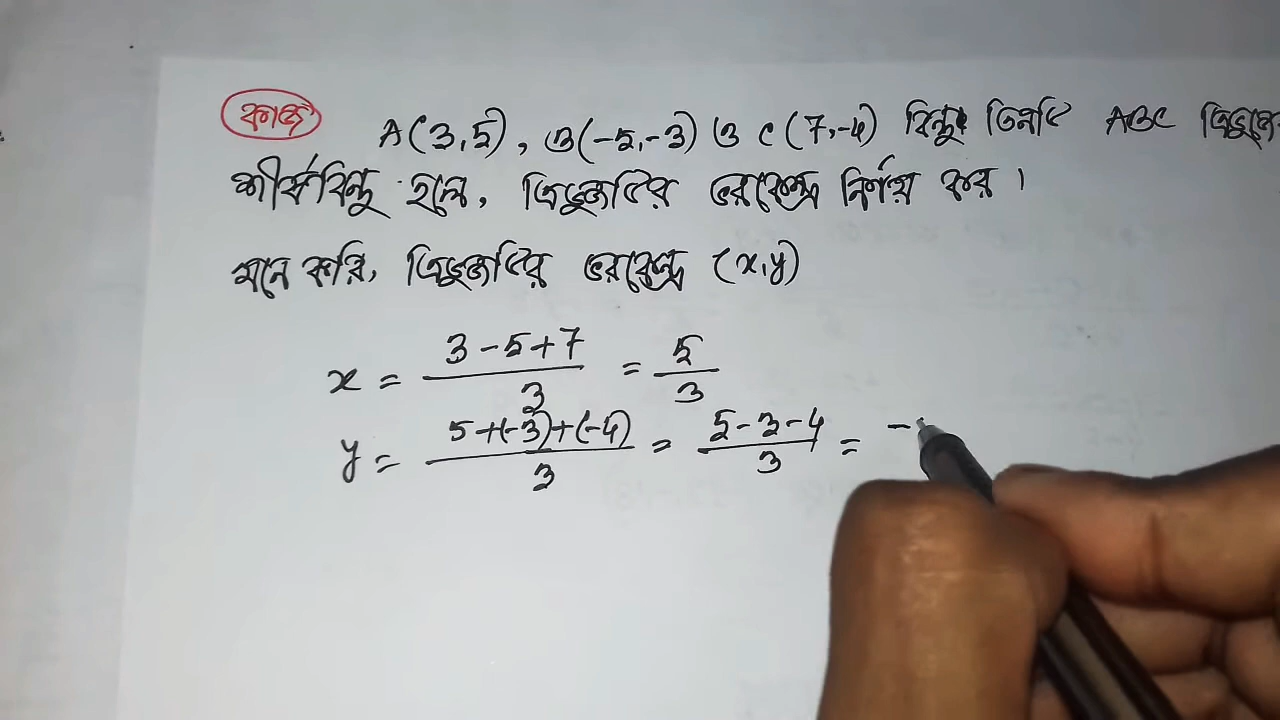 কাজ A(3,5), B(-5,-3) ও C(7,-4) বিন্দু তিনটি ABC ত্রিভুজের
শীর্ষবিন্দু হলে, ত্রিভুজটির ভরকেন্দ্র নির্ণয় কর।
মনে করি, ত্রিভুজটির ভরকেন্দ্র (x,y)
x = (3-5+7)/3 = 5/3
y = (5+(-3)+(-4))/3 = (5-3-4)/3 = -